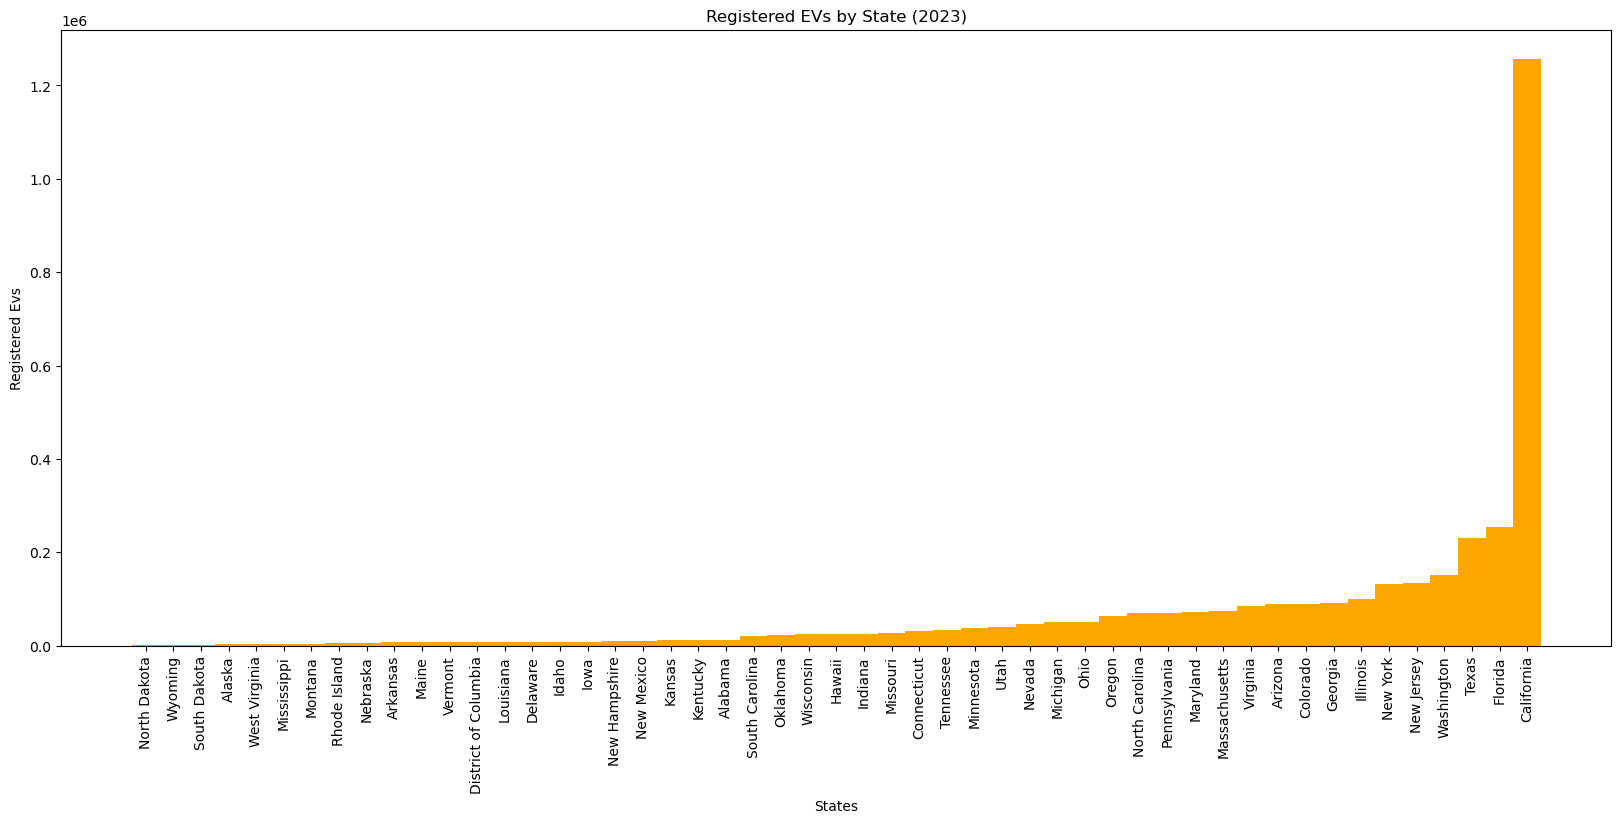 Registered EVs by State (2023)
1e6
1.2
1.0
0.8
0.6
0.4
0.2
0.0
Registered Evs
North Dakota
Wyoming
South Dakota
Alaska
West Virginia
Mississippi
Montana
Rhode Island
Nebraska
Arkansas
Maine
Vermont
District of Columbia
Louisiana
Delaware
Idaho
Iowa
New Hampshire
New Mexico
Kansas
Kentucky
Alabama
South Carolina
Oklahoma
Wisconsin
Hawaii
Indiana
Missouri
Connecticut
Tennessee
Minnesota
Utah
Nevada
Michigan
Ohio
Oregon
North Carolina
Pennsylvania
Maryland
Massachusetts
Virginia
Arizona
Colorado
Georgia
Illinois
New York
New Jersey
Washington
Texas
Florida
California
States